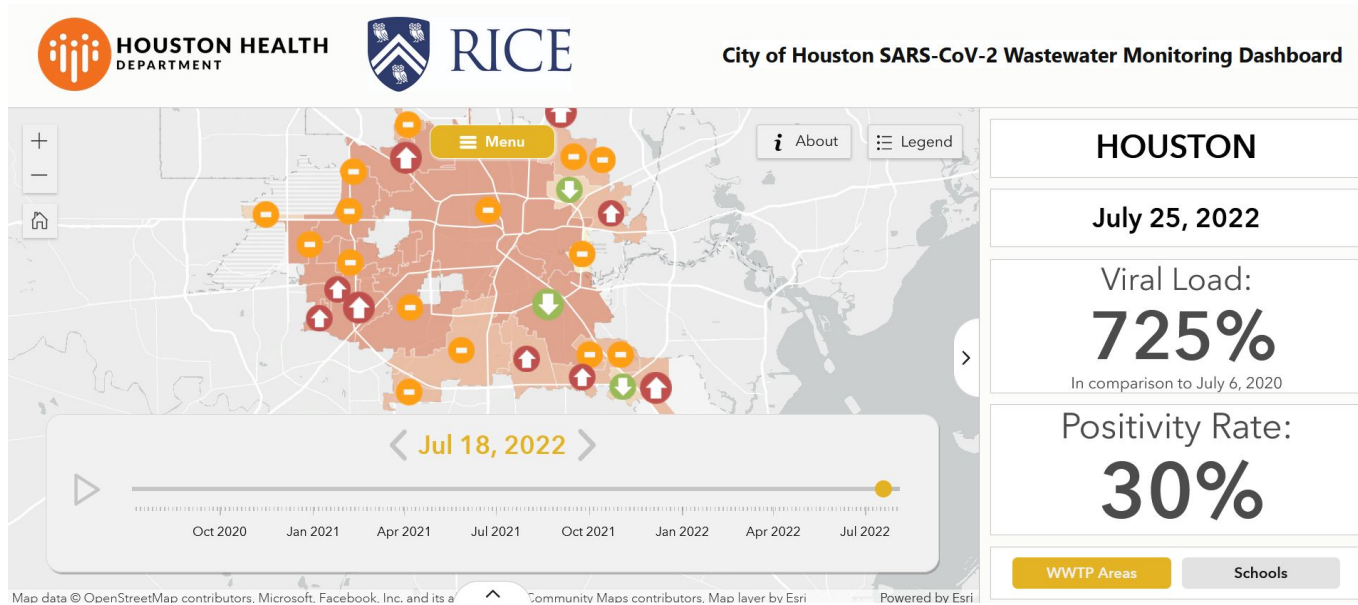 HOUSTON HEALTH
DEPARTMENT
RICE
City of Houston SARS-CoV-2 Wastewater Monitoring Dashboard
Menu
i About
Legend
HOUSTON
July 25, 2022
Viral Load:
725%
In comparison to July 6, 2020
Positivity Rate:
30%
WWTP Areas
Schools
Jul 18, 2022
Oct 2020 Jan 2021 Apr 2021 Jul 2021 Oct 2021 Jan 2022 Apr 2022 Jul 2022
Map data © OpenStreetMap contributors, Microsoft, Facebook, Inc. and its a Community Maps contributors, Map layer by Esri
Powered by Esri